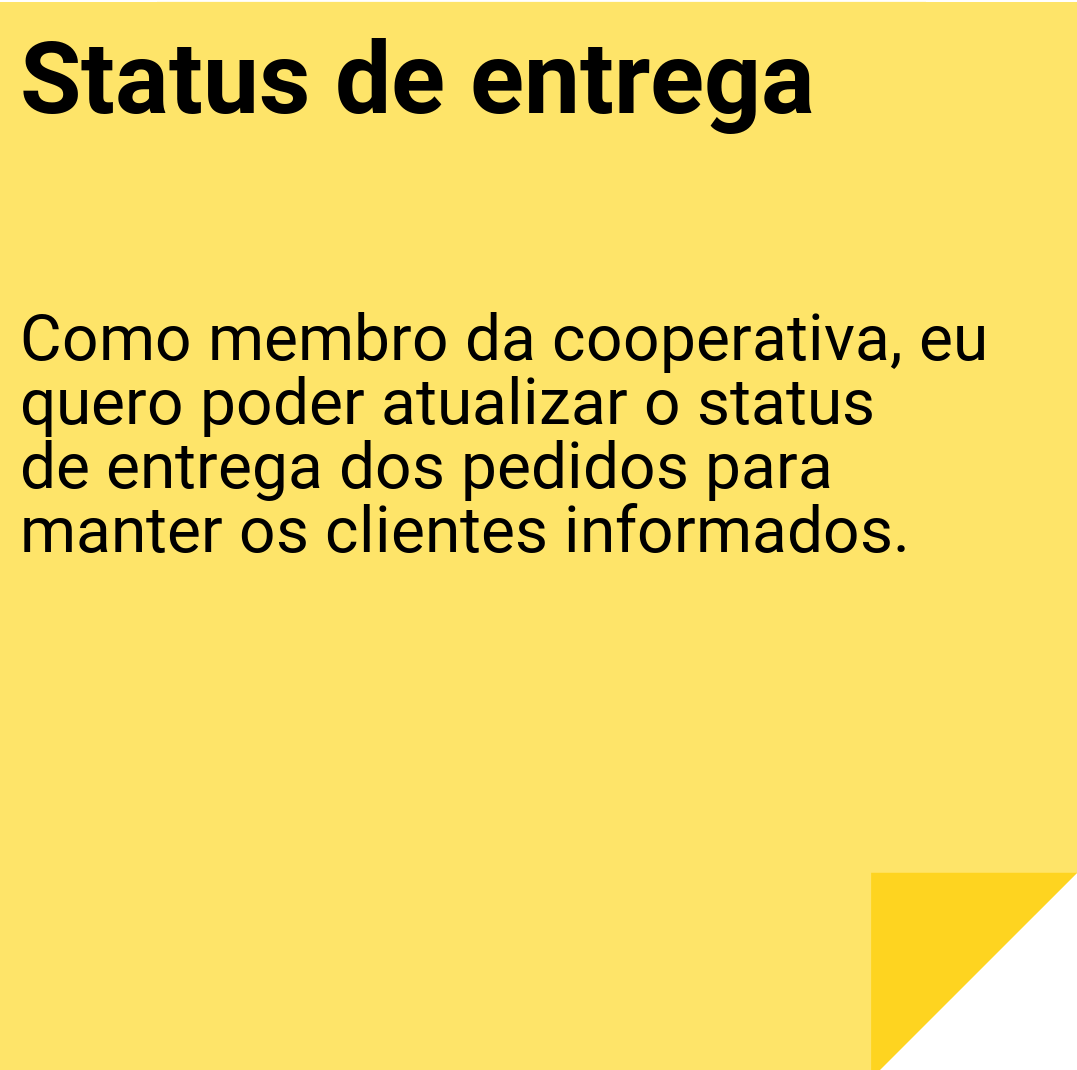 Status de entrega
Como membro da cooperativa, eu
quero poder atualizar o status
de entrega dos pedidos para
manter os clientes informados.